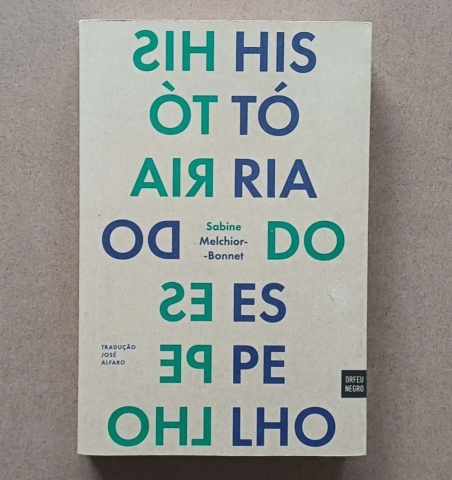 SIH HIS
ÒT TÓ
AIR RIA
OD DO
Sabine
Melchior-
-Bonnet
SE ES
EP PE
OHL LHO
TRADUÇÃO
JOSÉ
ALFARO
ORFEU
NEGRO